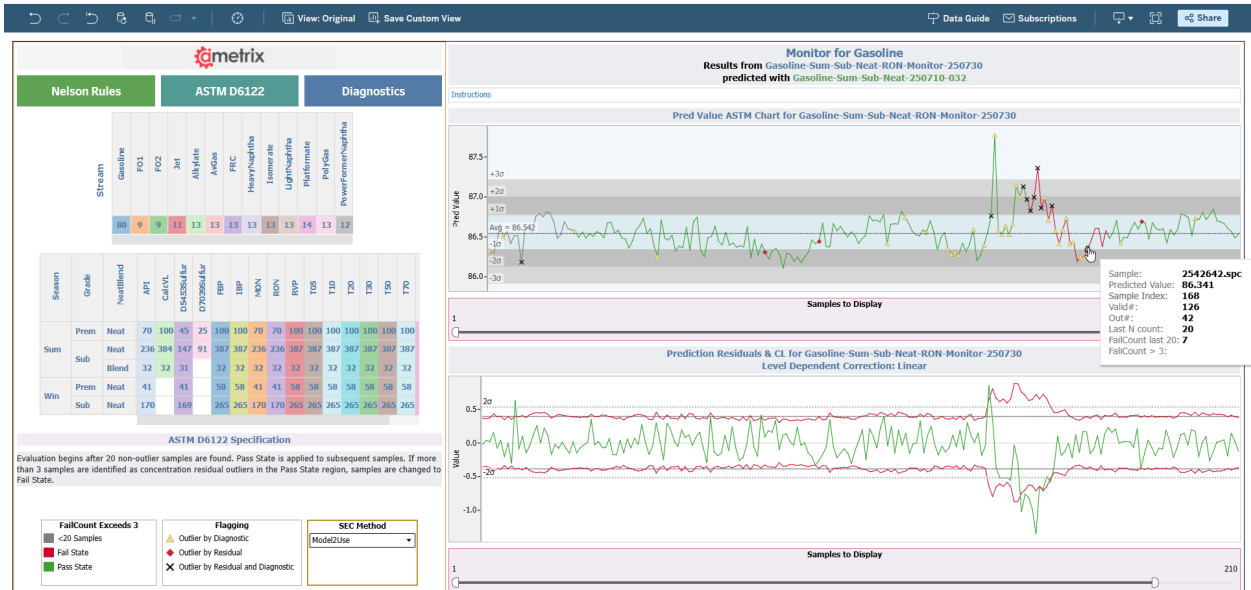 View: Original
Save Custom View
Data Guide
Subscriptions
Share
ametrix
Nelson Rules
ASTM D6122
Diagnostics
Stream
Gasoline
FO1
FO2
Jet
Alkylate
AvGas
FRC
HeavyNaphtha
Isomerate
LightNaphtha
Platformate
PolyGas
PowerFormerNaphtha
80 9 9 11 13 13 13 13 13 13 14 13 12
Season Grade NeatBlend API CalcVL D5453Sulfur D7039Sulfur FBP IBP MON RON RVP T05 T10 T20 T30 T50 T70
Sum Prem Neat 70 100 45 25 100 100 70 70 100 100 100 100 100 100 100
Sub Neat 236 384 147 91 387 387 236 236 387 387 387 387 387 387 387
Blend 32 32 31 32 32 32 32 32 32 32 32 32 32 32
Win Prem Neat 41 41 58 58 41 41 58 58 58 58 58 58 58
Sub Neat 170 169 265 265 170 170 265 265 265 265 265 265 265
ASTM D6122 Specification
Evaluation begins after 20 non-outlier samples are found. Pass State is applied to subsequent samples. If more
than 3 samples are identified as concentration residual outliers in the Pass State region, samples are changed to
Fail State.
FailCount Exceeds 3
<20 Samples
Fail State
Pass State
Flagging
Outlier by Diagnostic
Outlier by Residual
Outlier by Residual and Diagnostic
SEC Method
Model2Use
Monitor for Gasoline
Results from Gasoline-Sum-Sub-Neat-RON-Monitor-250730
predicted with Gasoline-Sum-Sub-Neat-250710-032
Instructions
Pred Value ASTM Chart for Gasoline-Sum-Sub-Neat-RON-Monitor-250730
Pred Value
87.5
87.0
86.5
86.0
+3σ
+2σ
+1σ
Avg = 86.542
-1σ
-2σ
-3σ
Sample: 2542642.spc
Predicted Value: 86.341
Sample Index: 168
Valid#: 126
Out#: 42
Last N count: 20
FailCount last 20: 7
FailCount > 3:
Samples to Display
1
Prediction Residuals & CL for Gasoline-Sum-Sub-Neat-RON-Monitor-250730
Level Dependent Correction: Linear
Value
0.5
0.0
-0.5
-1.0
2σ
-2σ
Samples to Display
1 210